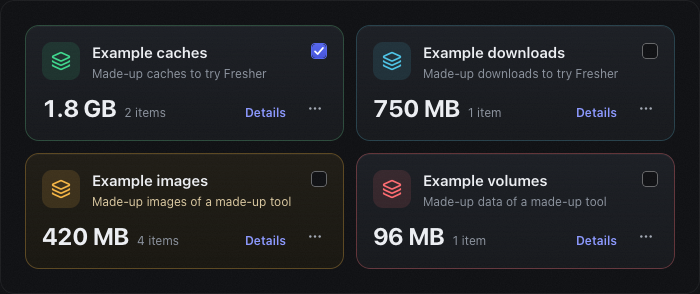 Example caches
Made-up caches to try Fresher
1.8 GB 2 items Details ...
Example downloads
Made-up downloads to try Fresher
750 MB 1 item Details ...
Example images
Made-up images of a made-up tool
420 MB 4 items Details ...
Example volumes
Made-up data of a made-up tool
96 MB 1 item Details ...